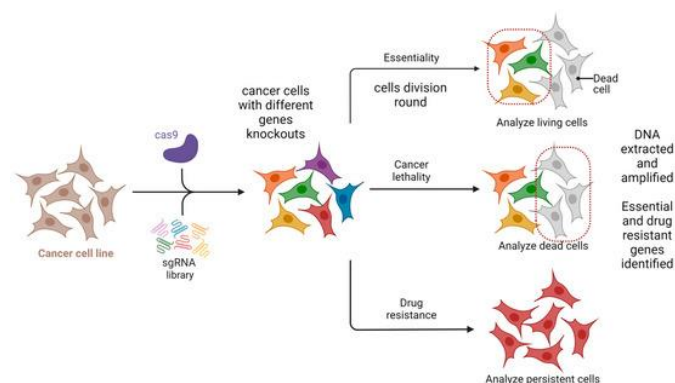 Cancer cell line
cas9
sgRNA
library
cancer cells
with different
genes
knockouts
Essentiality
cells division
round
Cancer
lethality
Drug
resistance
Dead
cell
Analyze living cells
Analyze dead cells
Analyze persistent cells
DNA
extracted
and
amplified
Essential
and drug
resistant
genes
identified